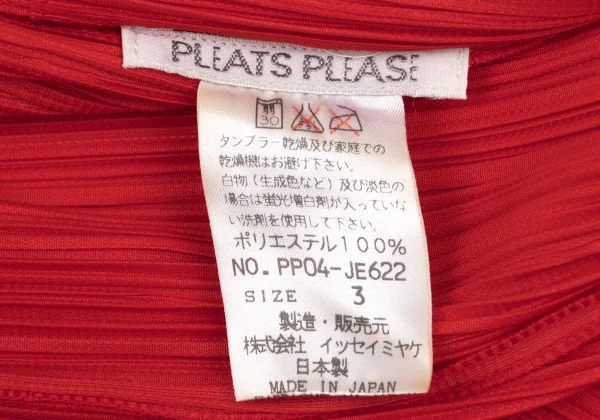 PLEATS PLEASE
30
タンブラー乾燥及び家庭での
乾燥機はお避け下さい。
白物（生成色など）及び淡色の
場合は蛍光増白剤が入っていな
い洗剤を使用して下さい。
ポリエステル100%
NO. PP04-JE622
SIZE 3
製造・販売元
株式会社 イッセイミヤケ
日本製
MADE IN JAPAN